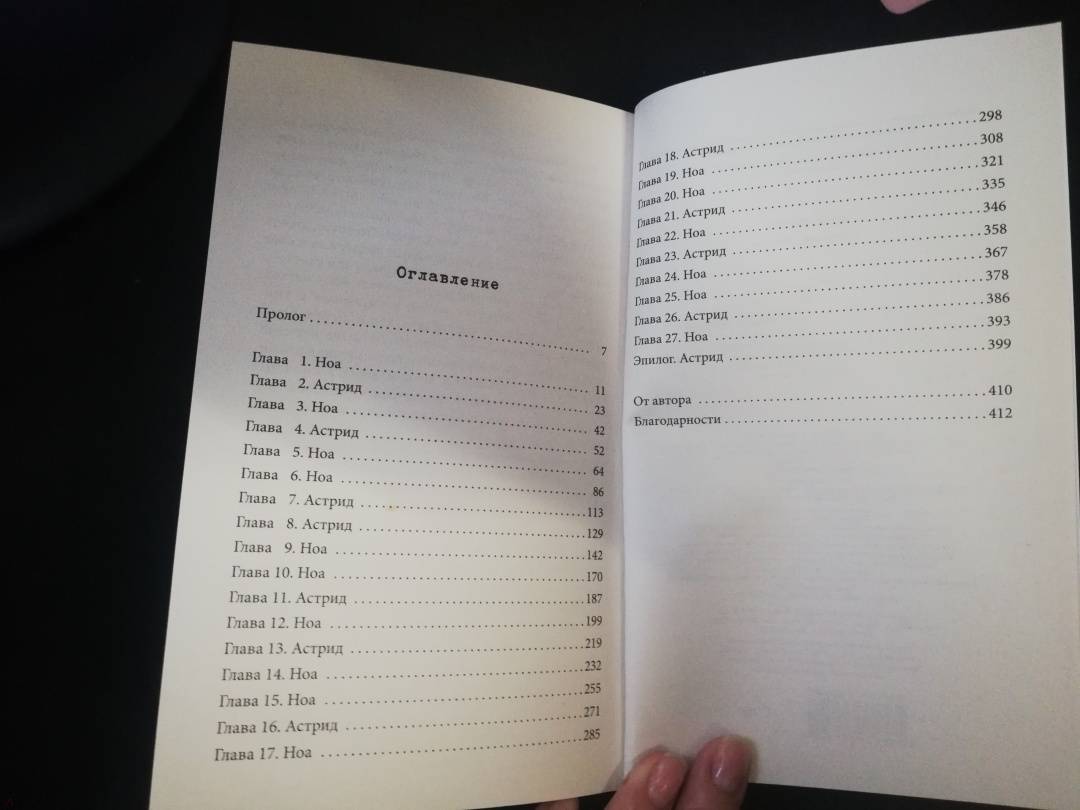 Оглавление
Пролог 7
Глава 1. Ноа 11
Глава 2. Астрид 23
Глава 3. Ноа 42
Глава 4. Астрид 52
Глава 5. Ноа 64
Глава 6. Ноа 86
Глава 7. Астрид 113
Глава 8. Астрид 129
Глава 9. Ноа 142
Глава 10. Ноа 170
Глава 11. Астрид 187
Глава 12. Ноа 199
Глава 13. Астрид 219
Глава 14. Ноа 232
Глава 15. Ноа 255
Глава 16. Астрид 271
Глава 17. Ноа 285
Глава 18. Астрид 298
Глава 19. Ноа 308
Глава 20. Ноа 321
Глава 21. Астрид 335
Глава 22. Ноа 346
Глава 23. Астрид 358
Глава 24. Ноа 367
Глава 25. Ноа 378
Глава 26. Астрид 386
Глава 27. Ноа 393
Эпилог. Астрид 399
От автора 410
Благодарности 412